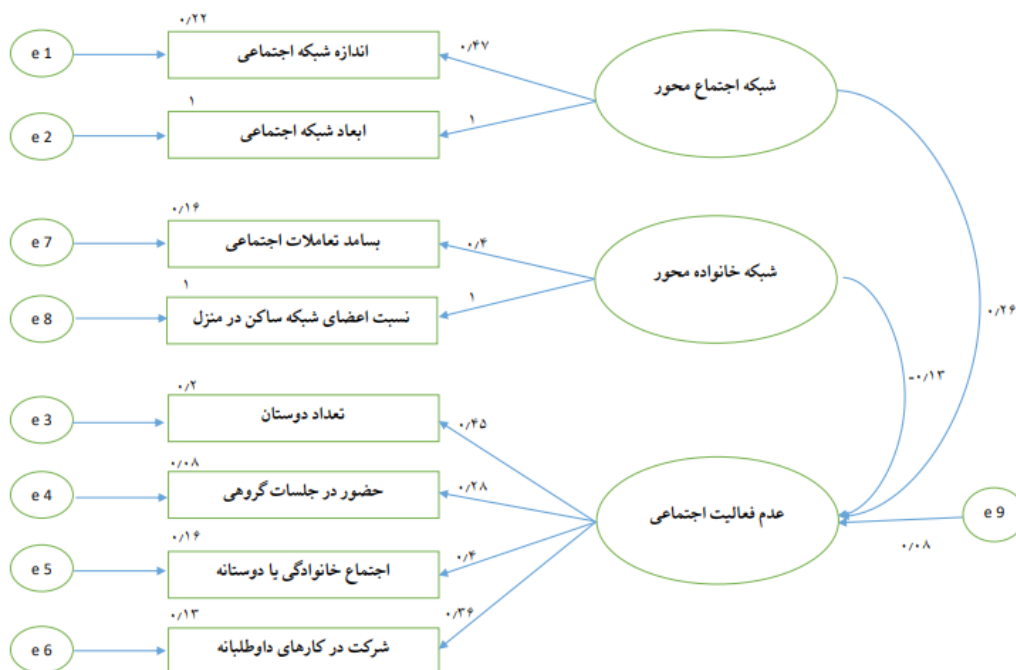 ۰/۲۲
e 1
اندازه شبکه اجتماعی
۰/۴۷
شبکه اجتماع محور
۱
e 2
ابعاد شبکه اجتماعی
۱
۰/۱۶
e 7
بسامد تعاملات اجتماعی
۰/۴
شبکه خانواده محور
۱
e 8
نسبت اعضای شبکه ساکن در منزل
۱
۰/۲۶
-۰/۱۳
۰/۲
e 3
تعداد دوستان
۰/۴۵
۰/۰۸
e 4
حضور در جلسات گروهی
۰/۲۸
عدم فعالیت اجتماعی
e 9
۰/۰۸
۰/۱۶
e 5
اجتماع خانوادگی یا دوستانه
۰/۴
۰/۱۳
e 6
شرکت در کارهای داوطلبانه
۰/۳۶